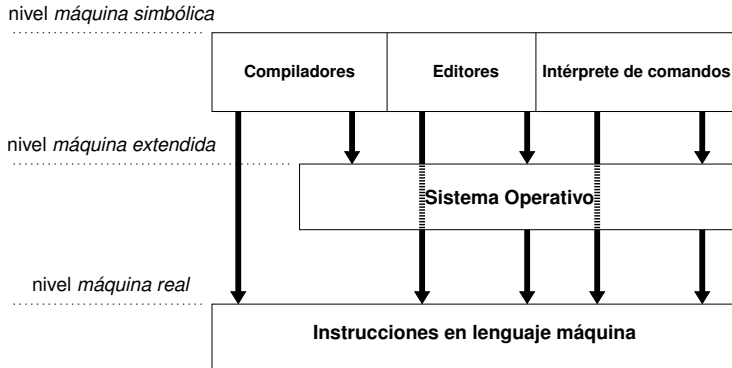 nivel máquina simbólica
Compiladores
Editores
Intérprete de comandos
nivel máquina extendida
Sistema Operativo
nivel máquina real
Instrucciones en lenguaje máquina